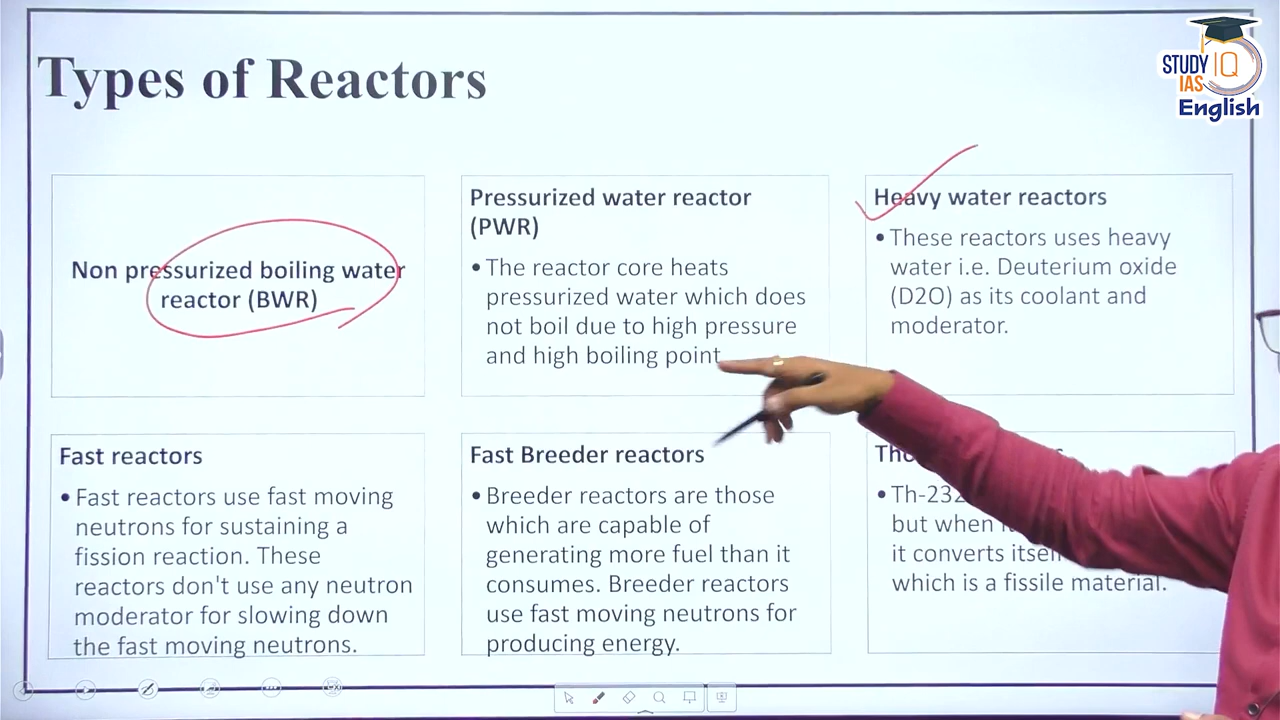 Types of Reactors
STUDY IQ
IAS
English
Non pressurized boiling water
reactor (BWR)
Pressurized water reactor
(PWR)
• The reactor core heats
pressurized water which does
not boil due to high pressure
and high boiling point
Heavy water reactors
• These reactors uses heavy
water i.e. Deuterium oxide
(D2O) as its coolant and
moderator.
Fast reactors
• Fast reactors use fast moving
neutrons for sustaining a
fission reaction. These
reactors don't use any neutron
moderator for slowing down
the fast moving neutrons.
Fast Breeder reactors
• Breeder reactors are those
which are capable of
generating more fuel than it
consumes. Breeder reactors
use fast moving neutrons for
producing energy.
• Th-232
but when
it converts
which is a fissile material.